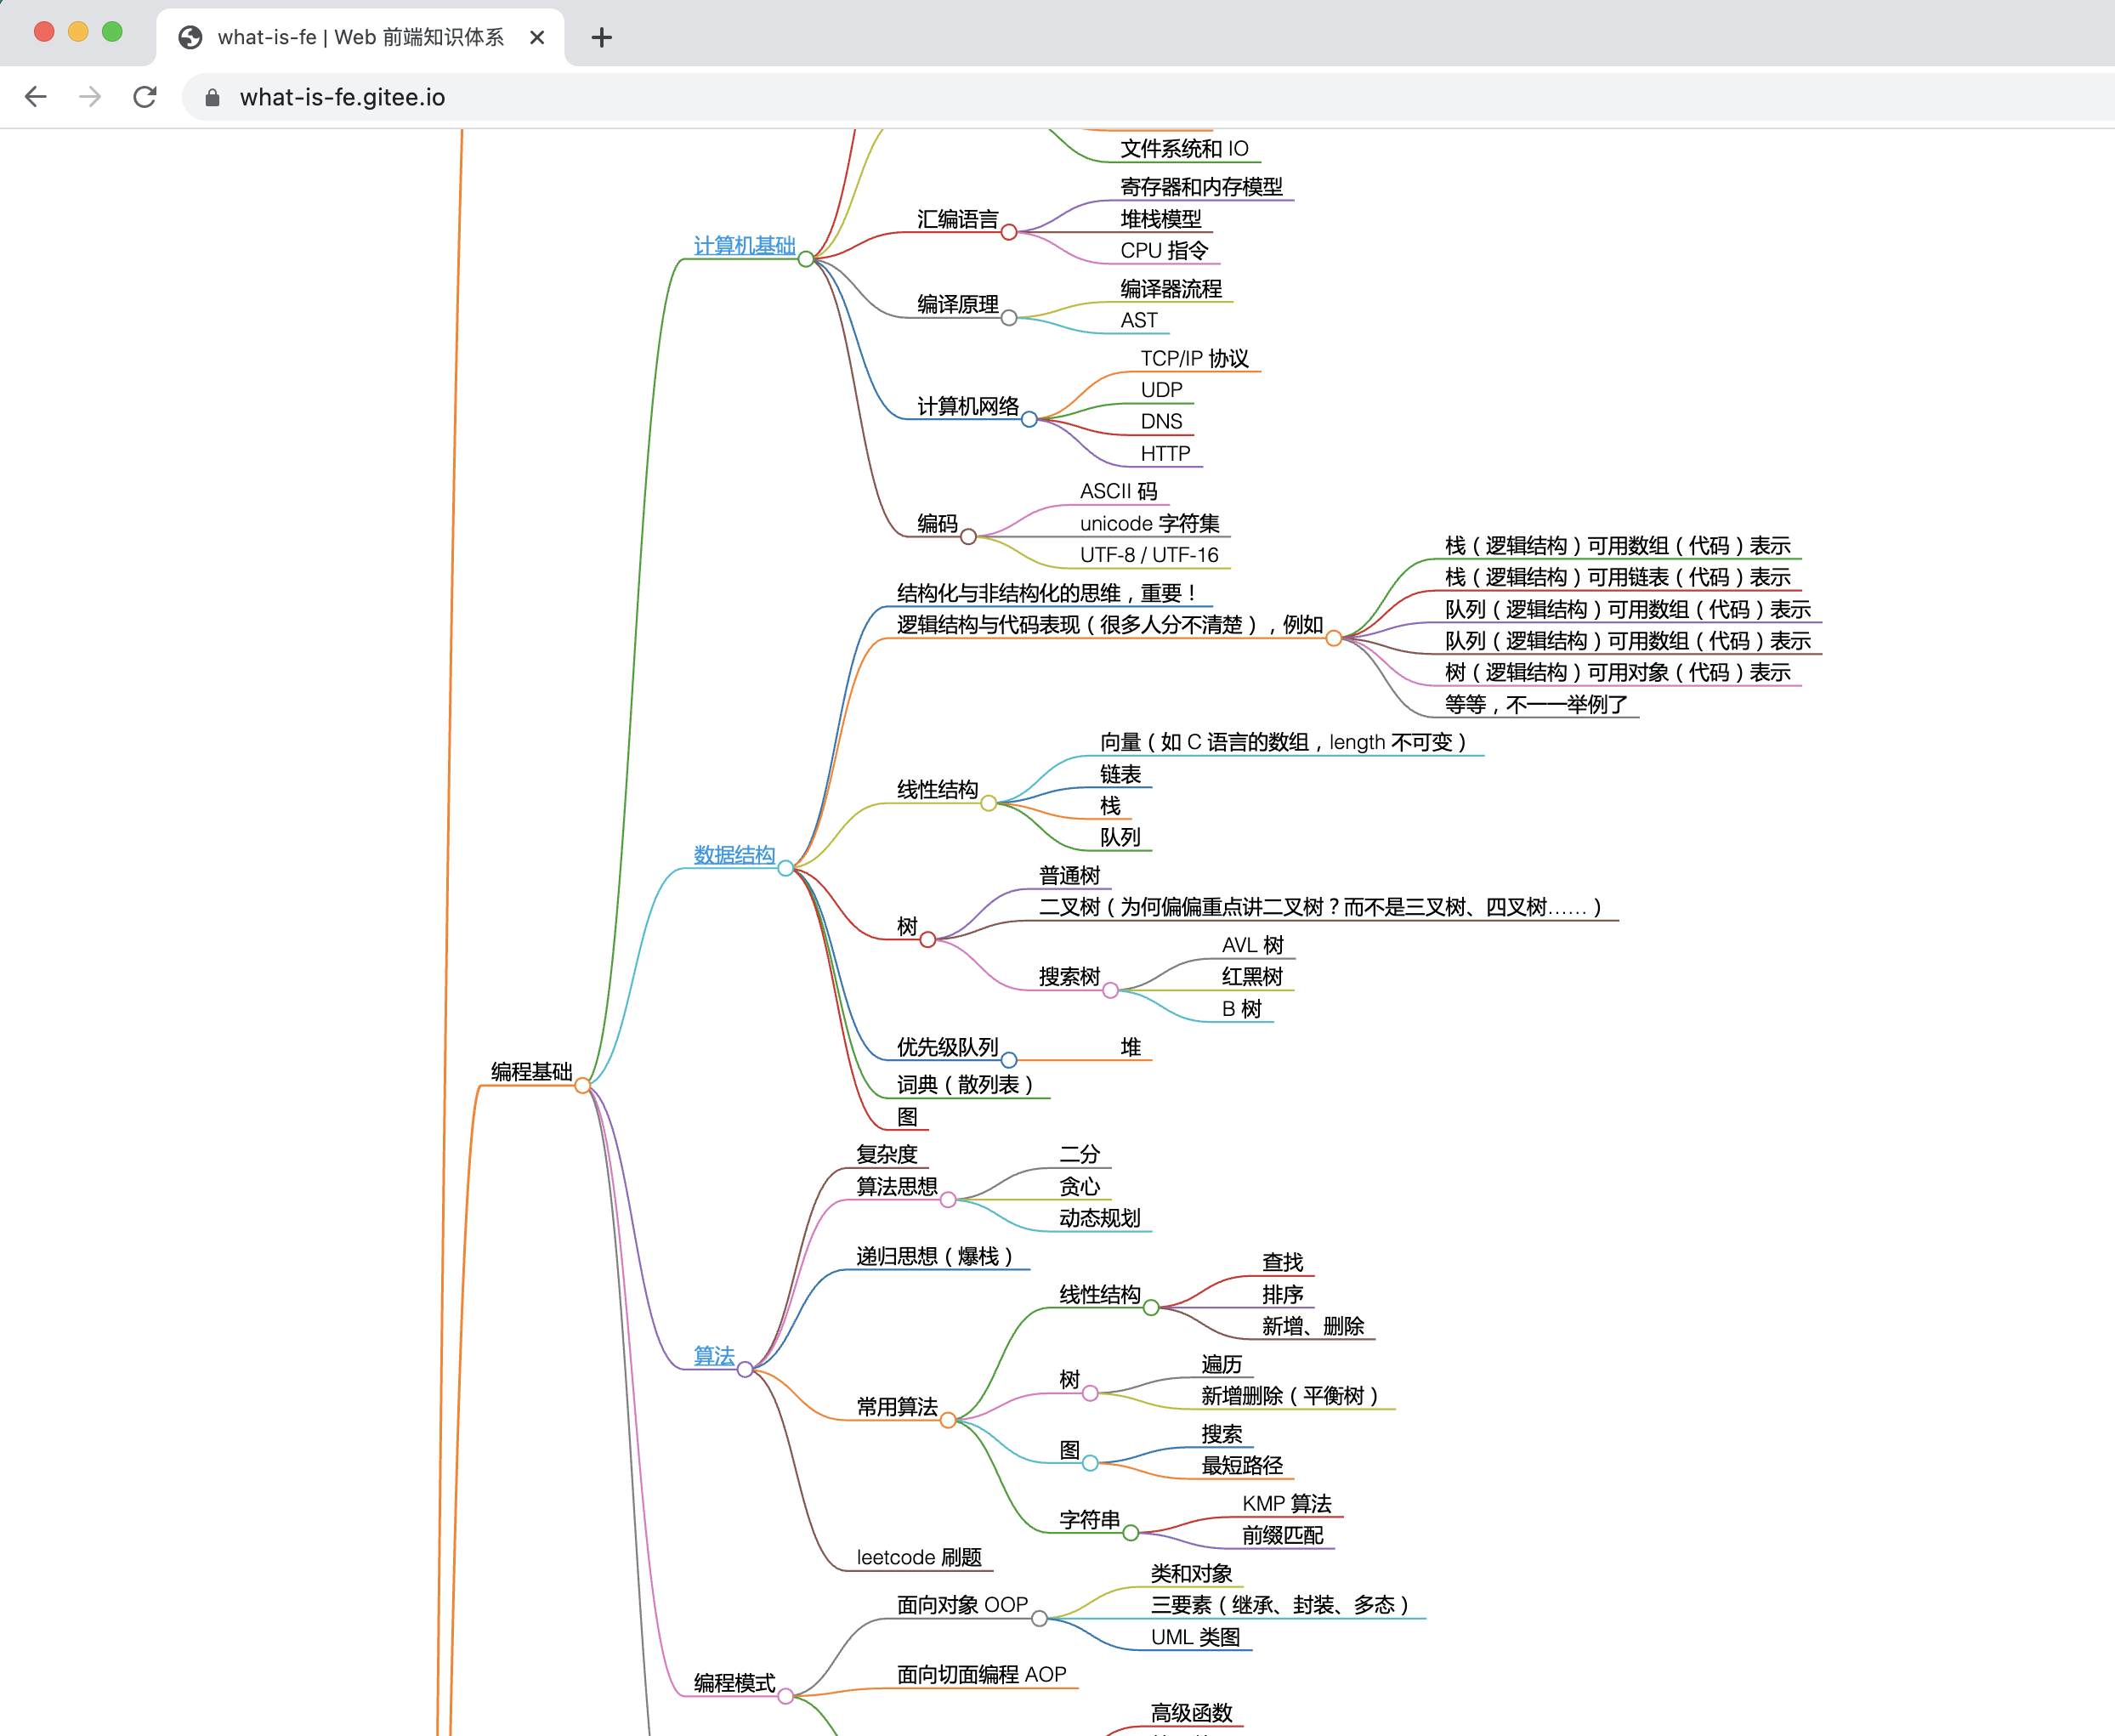 what-is-fe | Web 前端知识体系
what-is-fe.gitee.io
文件系统和 IO
寄存器和内存模型
汇编语言
堆栈模型
计算机基础
CPU 指令
编译器流程
编译原理
AST
TCP/IP 协议
UDP
计算机网络
DNS
HTTP
ASCII 码
编码
unicode 字符集
UTF-8 / UTF-16
栈（逻辑结构）可用数组（代码）表示
栈（逻辑结构）可用链表（代码）表示
结构化与非结构化的思维，重要！
队列（逻辑结构）可用数组（代码）表示
逻辑结构与代码表现（很多人分不清楚），例如
队列（逻辑结构）可用数组（代码）表示
树（逻辑结构）可用对象（代码）表示
等等，不一一举例了
向量（如 C 语言的数组，length 不可变）
链表
线性结构
栈
队列
数据结构
普通树
二叉树（为何偏偏重点讲二叉树？而不是三叉树、四叉树……）
树
AVL 树
搜索树
红黑树
B 树
优先级队列
堆
编程基础
词典（散列表）
图
复杂度
二分
算法思想
贪心
动态规划
递归思想（爆栈）
查找
线性结构
排序
新增、删除
算法
遍历
树
新增删除（平衡树）
常用算法
搜索
图
最短路径
KMP 算法
字符串
前缀匹配
leetcode 刷题
类和对象
面向对象 OOP
三要素（继承、封装、多态）
UML 类图
编程模式
面向切面编程 AOP
高级函数